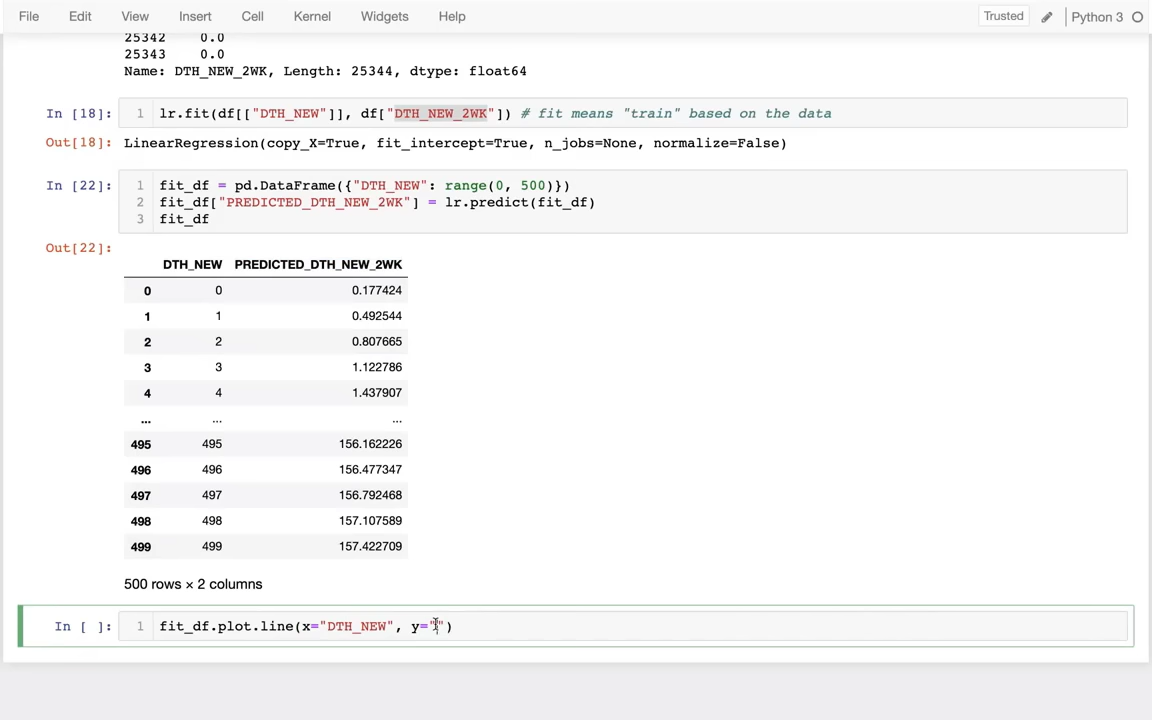 File Edit View Insert Cell Kernel Widgets Help Trusted Python 3
25342 0.0
25343 0.0
Name: DTH_NEW_2WK, Length: 25344, dtype: float64
In [18]: 1 lr.fit(df[["DTH_NEW"]], df["DTH_NEW_2WK"]) # fit means "train" based on the data
Out[18]: LinearRegression(copy_X=True, fit_intercept=True, n_jobs=None, normalize=False)
In [22]: 1 fit_df = pd.DataFrame({"DTH_NEW": range(0, 500)})
2 fit_df["PREDICTED_DTH_NEW_2WK"] = lr.predict(fit_df)
3 fit_df
Out[22]:
DTH_NEW PREDICTED_DTH_NEW_2WK
0 0 0.177424
1 1 0.492544
2 2 0.807665
3 3 1.122786
4 4 1.437907
... ... ...
495 495 156.162226
496 496 156.477347
497 497 156.792468
498 498 157.107589
499 499 157.422709
500 rows × 2 columns
In [ ]: 1 fit_df.plot.line(x="DTH_NEW", y="")